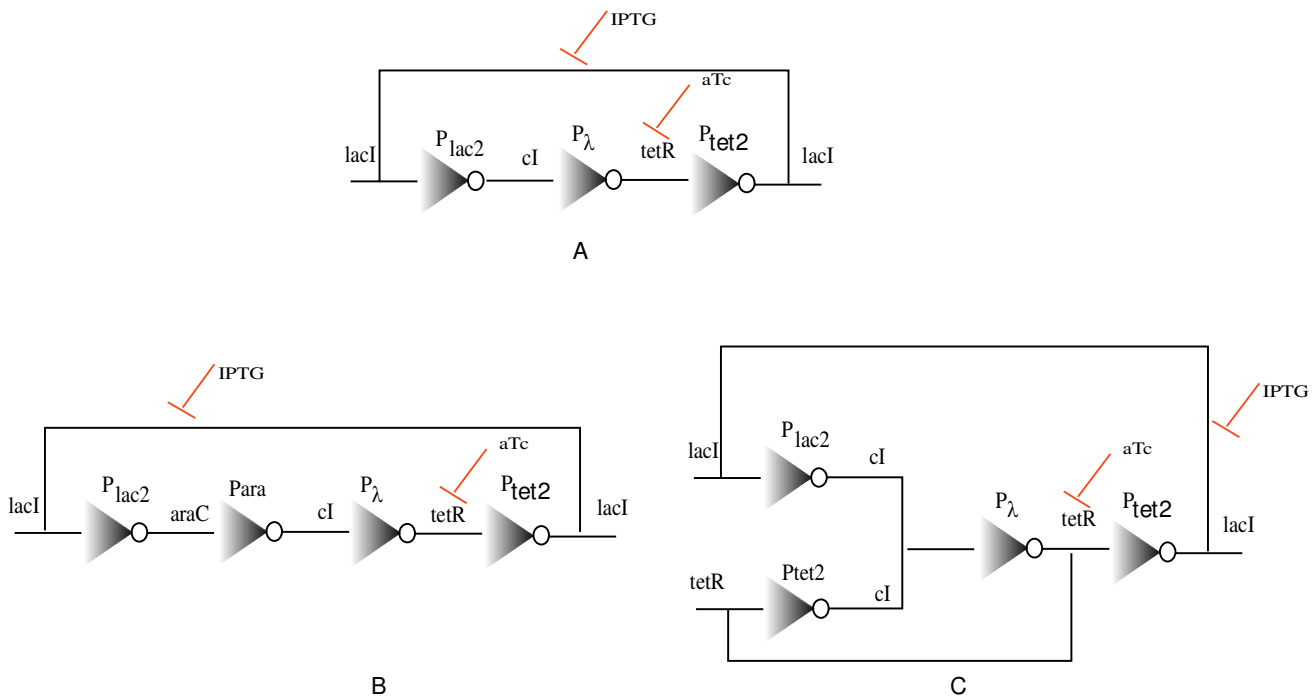 IPTG
aTc
lacI
Plac2
cI
Pλ
tetR
Ptet2
lacI
A
IPTG
aTc
lacI
Plac2
araC
Para
cI
Pλ
tetR
Ptet2
lacI
B
IPTG
lacI
Plac2
cI
aTc
Pλ
tetR
Ptet2
lacI
tetR
Ptet2
cI
C